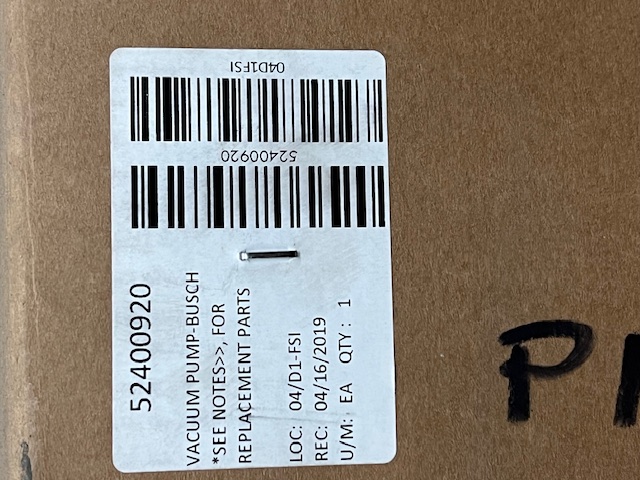 04D1FSI
52400920
52400920
VACUUM PUMP-BUSCH
*SEE NOTES>>, FOR
REPLACEMENT PARTS
LOC: 04/D1-FSI
REC: 04/16/2019
U/M: EA QTY: 1